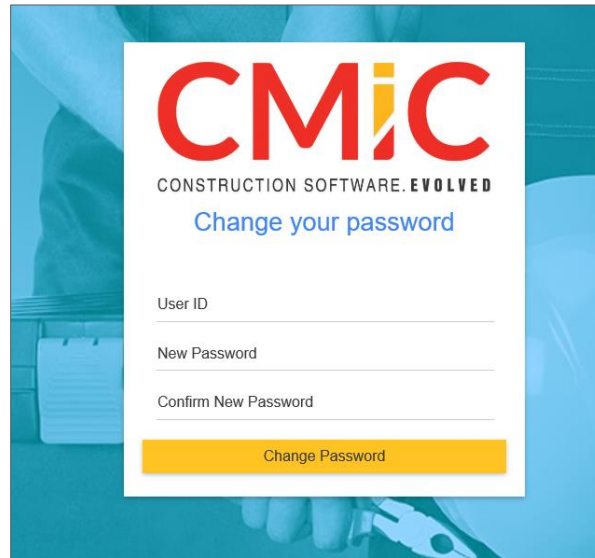 CMiC
CONSTRUCTION SOFTWARE. EVOLVED
Change your password
User ID
New Password
Confirm New Password
Change Password